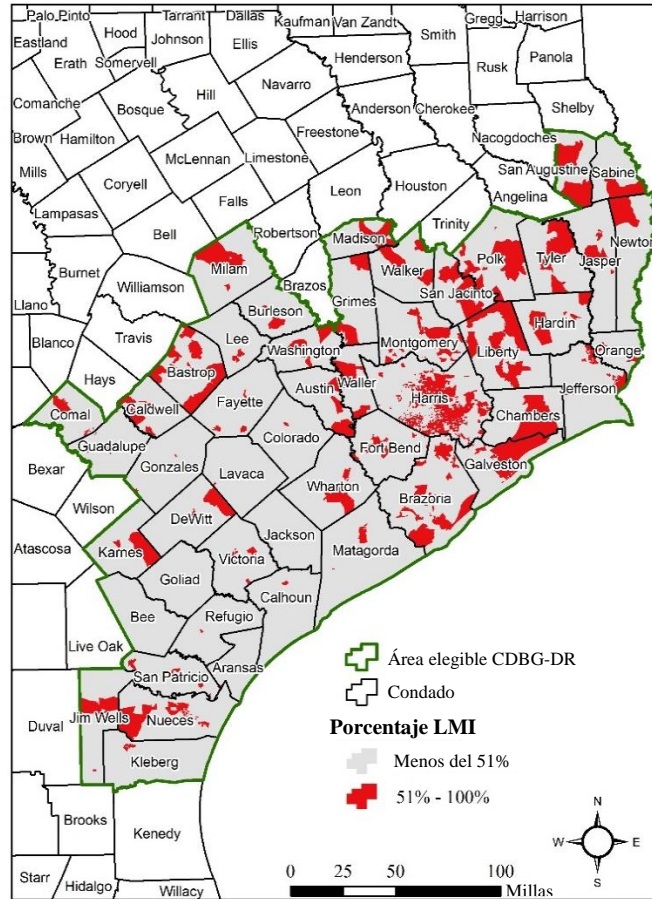 Palo Pinto
Tarrant
Dallas
Kaufman
Van Zandt
Gregg
Harrison
Hood
Johnson
Ellis
Smith
Eastland
Erath
Somervell
Henderson
Rusk
Panola
Comanche
Bosque
Hill
Navarro
Anderson
Cherokee
Shelby
Brown
Hamilton
Freestone
Nacogdoches
Mills
McLennan
Limestone
San Augustine
Sabine
Coryell
Leon
Houston
Angelina
Lampasas
Falls
Trinity
Bell
Robertson
Madison
Newton
Burnet
Milam
Walker
Polk
Tyler
Jasper
Williamson
Brazos
Grimes
San Jacinto
Llano
Burleson
Hardin
Travis
Lee
Washington
Montgomery
Liberty
Orange
Blanco
Bastrop
Austin
Waller
Harris
Jefferson
Hays
Comal
Caldwell
Fayette
Chambers
Guadalupe
Colorado
Fort Bend
Galveston
Bexar
Gonzales
Lavaca
Wharton
Brazoria
Wilson
DeWitt
Jackson
Atascosa
Karnes
Victoria
Matagorda
Goliad
Calhoun
Bee
Refugio
Live Oak
Aransas
San Patricio
Duval
Jim Wells
Nueces
Kleberg
Brooks
Kenedy
Starr
Hidalgo
Willacy
Área elegible CDBG-DR
Condado
Porcentaje LMI
Menos del 51%
51% - 100%
N
W
E
S
0 25 50 100
Millas